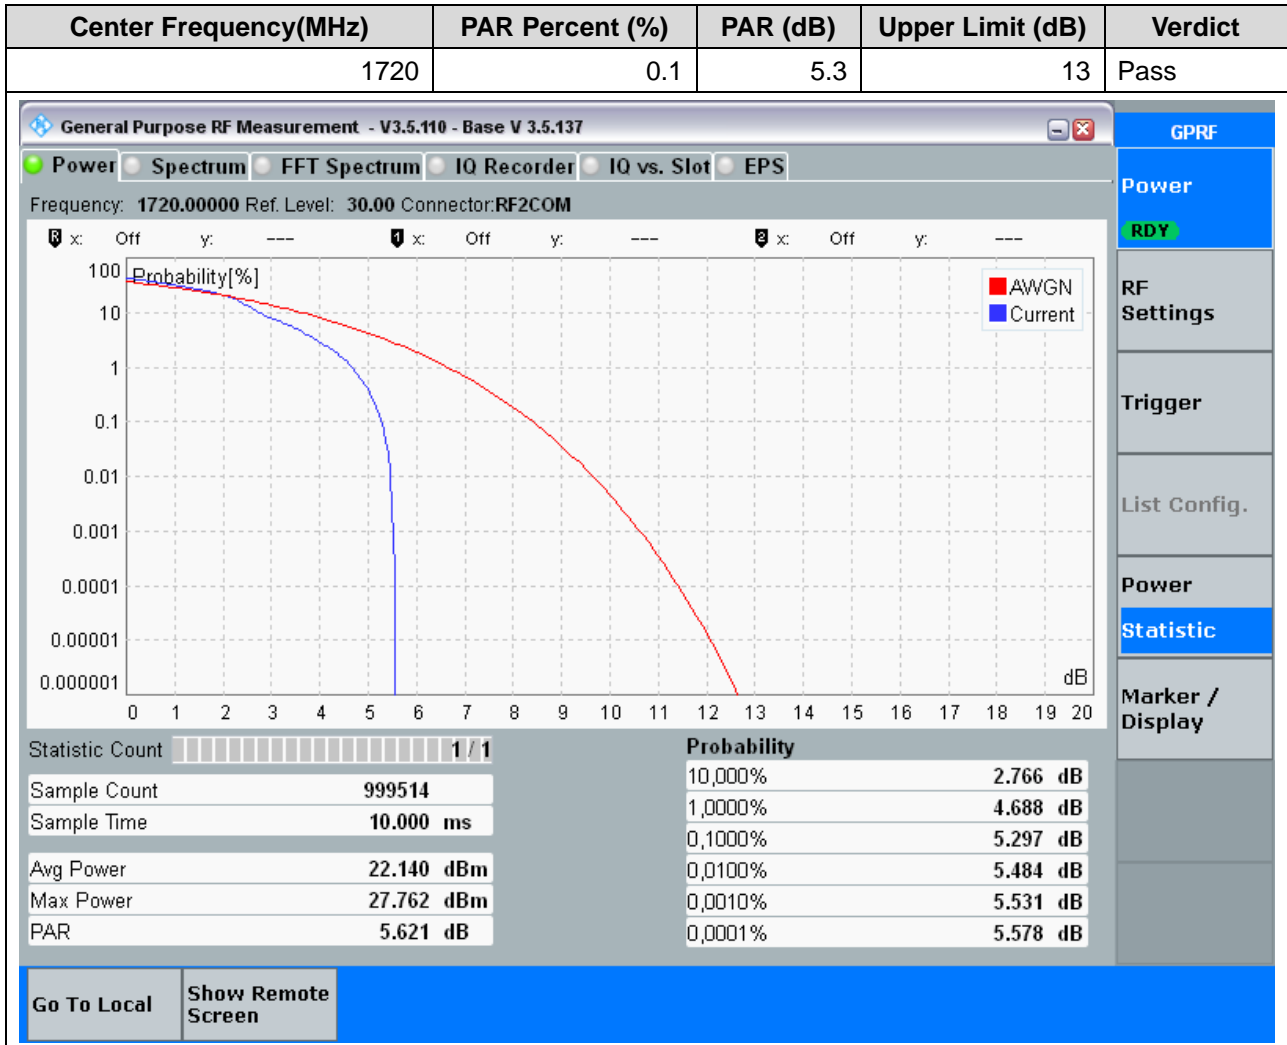 Center Frequency(MHz) PAR Percent (%) PAR (dB) Upper Limit (dB) Verdict
1720 0.1 5.3 13 Pass
General Purpose RF Measurement - V3.5.110 - Base V 3.5.137
GPRF
Power Spectrum FFT Spectrum IQ Recorder IQ vs. Slot EPS
Frequency: 1720.00000 Ref. Level: 30.00 Connector:RF2COM
Power
RDY
R x: Off y: --- 1 x: Off y: --- 2 x: Off y: ---
100 Probability[%]
AWGN
Current
10
1
0.1
0.01
0.001
0.0001
0.00001
0.000001
dB
0 1 2 3 4 5 6 7 8 9 10 11 12 13 14 15 16 17 18 19 20
RF
Settings
Trigger
List Config.
Power
Statistic
Marker /
Display
Statistic Count 1 / 1
Sample Count 999514
Sample Time 10.000 ms
Avg Power 22.140 dBm
Max Power 27.762 dBm
PAR 5.621 dB
Probability
10,000% 2.766 dB
1,0000% 4.688 dB
0,1000% 5.297 dB
0,0100% 5.484 dB
0,0010% 5.531 dB
0,0001% 5.578 dB
Go To Local
Show Remote
Screen